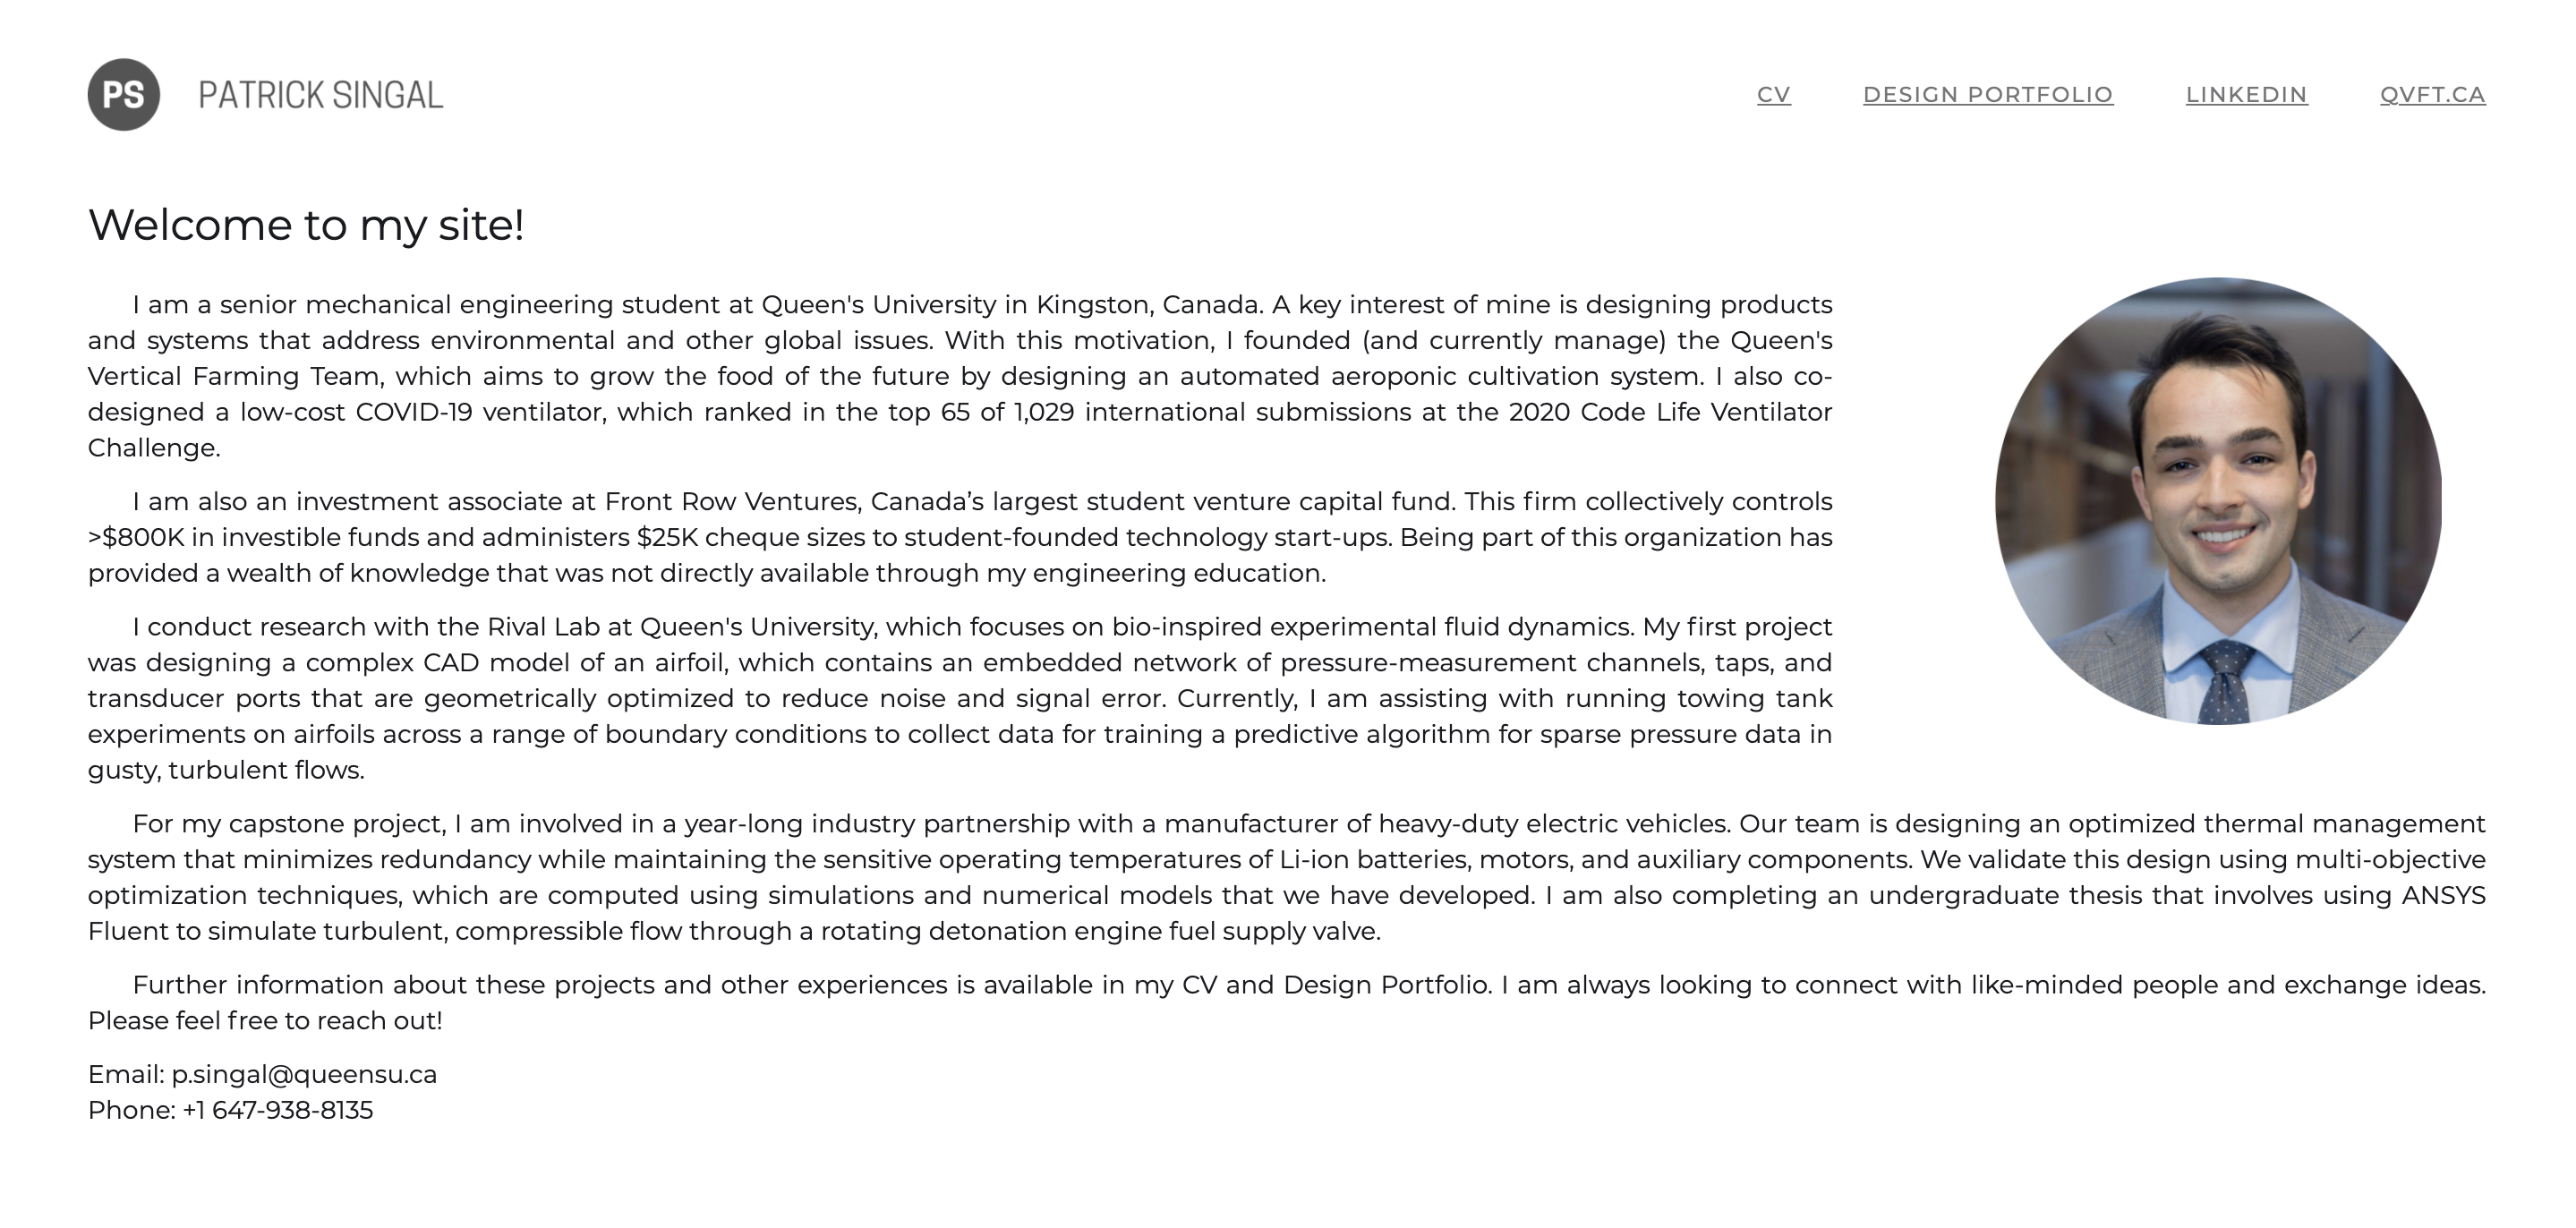 PS PATRICK SINGAL
CV DESIGN PORTFOLIO LINKEDIN QVFT.CA
Welcome to my site!
I am a senior mechanical engineering student at Queen's University in Kingston, Canada. A key interest of mine is designing products
and systems that address environmental and other global issues. With this motivation, I founded (and currently manage) the Queen's
Vertical Farming Team, which aims to grow the food of the future by designing an automated aeroponic cultivation system. I also co-
designed a low-cost COVID-19 ventilator, which ranked in the top 65 of 1,029 international submissions at the 2020 Code Life Ventilator
Challenge.
I am also an investment associate at Front Row Ventures, Canada’s largest student venture capital fund. This firm collectively controls
>$800K in investible funds and administers $25K cheque sizes to student-founded technology start-ups. Being part of this organization has
provided a wealth of knowledge that was not directly available through my engineering education.
I conduct research with the Rival Lab at Queen's University, which focuses on bio-inspired experimental fluid dynamics. My first project
was designing a complex CAD model of an airfoil, which contains an embedded network of pressure-measurement channels, taps, and
transducer ports that are geometrically optimized to reduce noise and signal error. Currently, I am assisting with running towing tank
experiments on airfoils across a range of boundary conditions to collect data for training a predictive algorithm for sparse pressure data in
gusty, turbulent flows.
For my capstone project, I am involved in a year-long industry partnership with a manufacturer of heavy-duty electric vehicles. Our team is designing an optimized thermal management
system that minimizes redundancy while maintaining the sensitive operating temperatures of Li-ion batteries, motors, and auxiliary components. We validate this design using multi-objective
optimization techniques, which are computed using simulations and numerical models that we have developed. I am also completing an undergraduate thesis that involves using ANSYS
Fluent to simulate turbulent, compressible flow through a rotating detonation engine fuel supply valve.
Further information about these projects and other experiences is available in my CV and Design Portfolio. I am always looking to connect with like-minded people and exchange ideas.
Please feel free to reach out!
Email: p.singal@queensu.ca
Phone: +1 647-938-8135